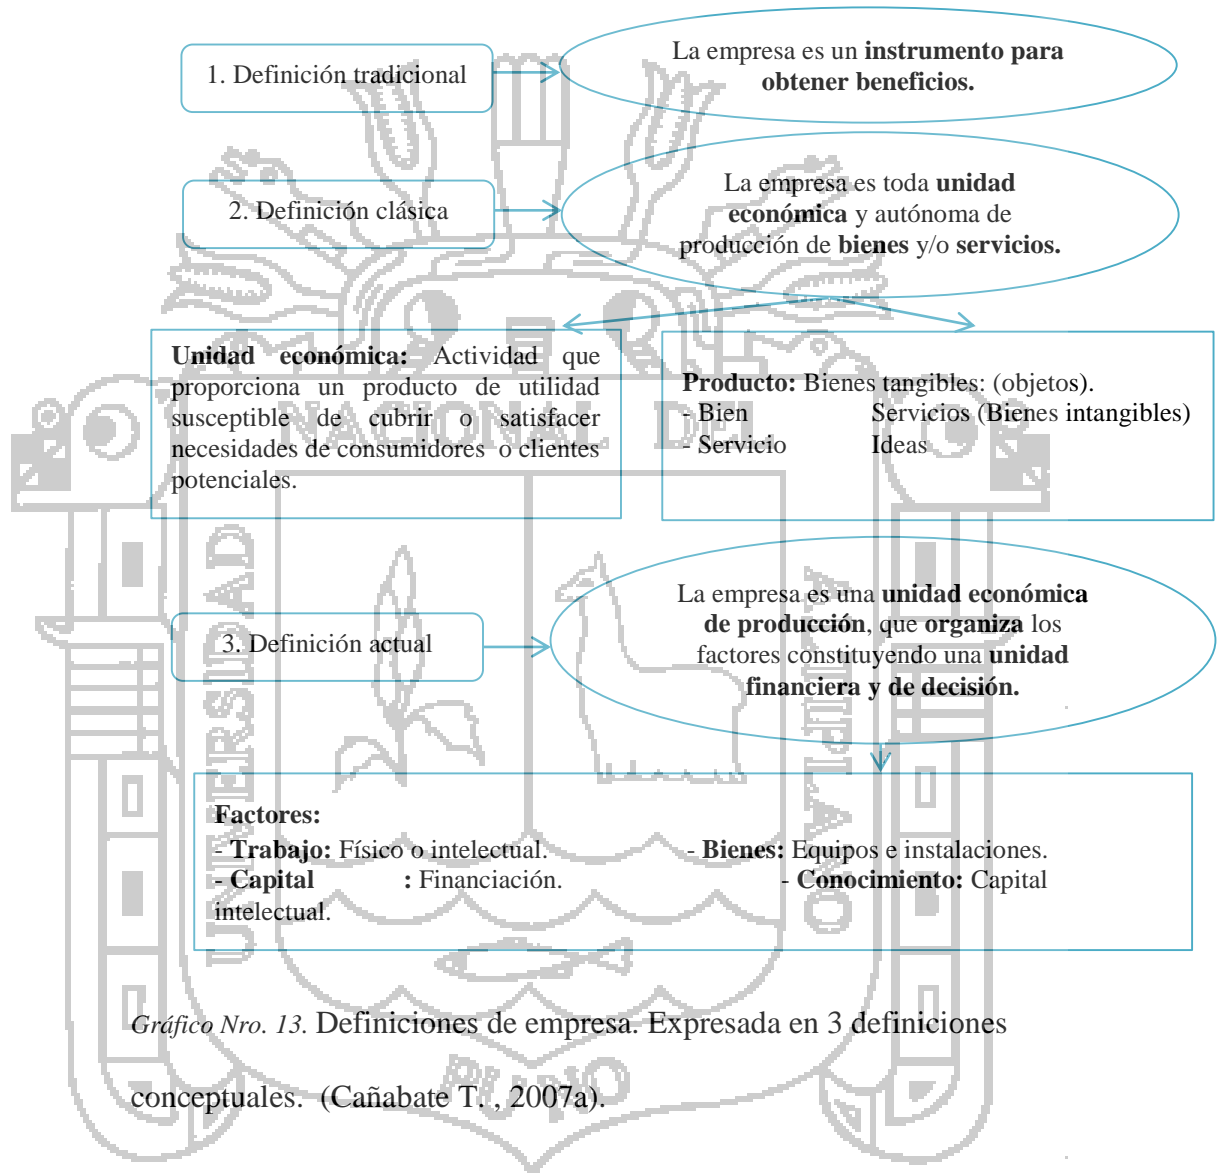 1. Definición tradicional
La empresa es un instrumento para
obtener beneficios.
2. Definición clásica
La empresa es toda unidad
económica y autónoma de
producción de bienes y/o servicios.
Unidad económica: Actividad que
proporciona un producto de utilidad
susceptible de cubrir o satisfacer
necesidades de consumidores o clientes
potenciales.
Producto: Bienes tangibles: (objetos).
- Bien Servicios (Bienes intangibles)
- Servicio Ideas
NACIONAL DEL
UNIVERSIDAD
ALTIPLANO
3. Definición actual
La empresa es una unidad económica
de producción, que organiza los
factores constituyendo una unidad
financiera y de decisión.
Factores:
- Trabajo: Físico o intelectual. - Bienes: Equipos e instalaciones.
- Capital : Financiación. - Conocimiento: Capital
intelectual.
Gráfico Nro. 13. Definiciones de empresa. Expresada en 3 definiciones
conceptuales. (Cañabate T. , 2007a).
PUNO